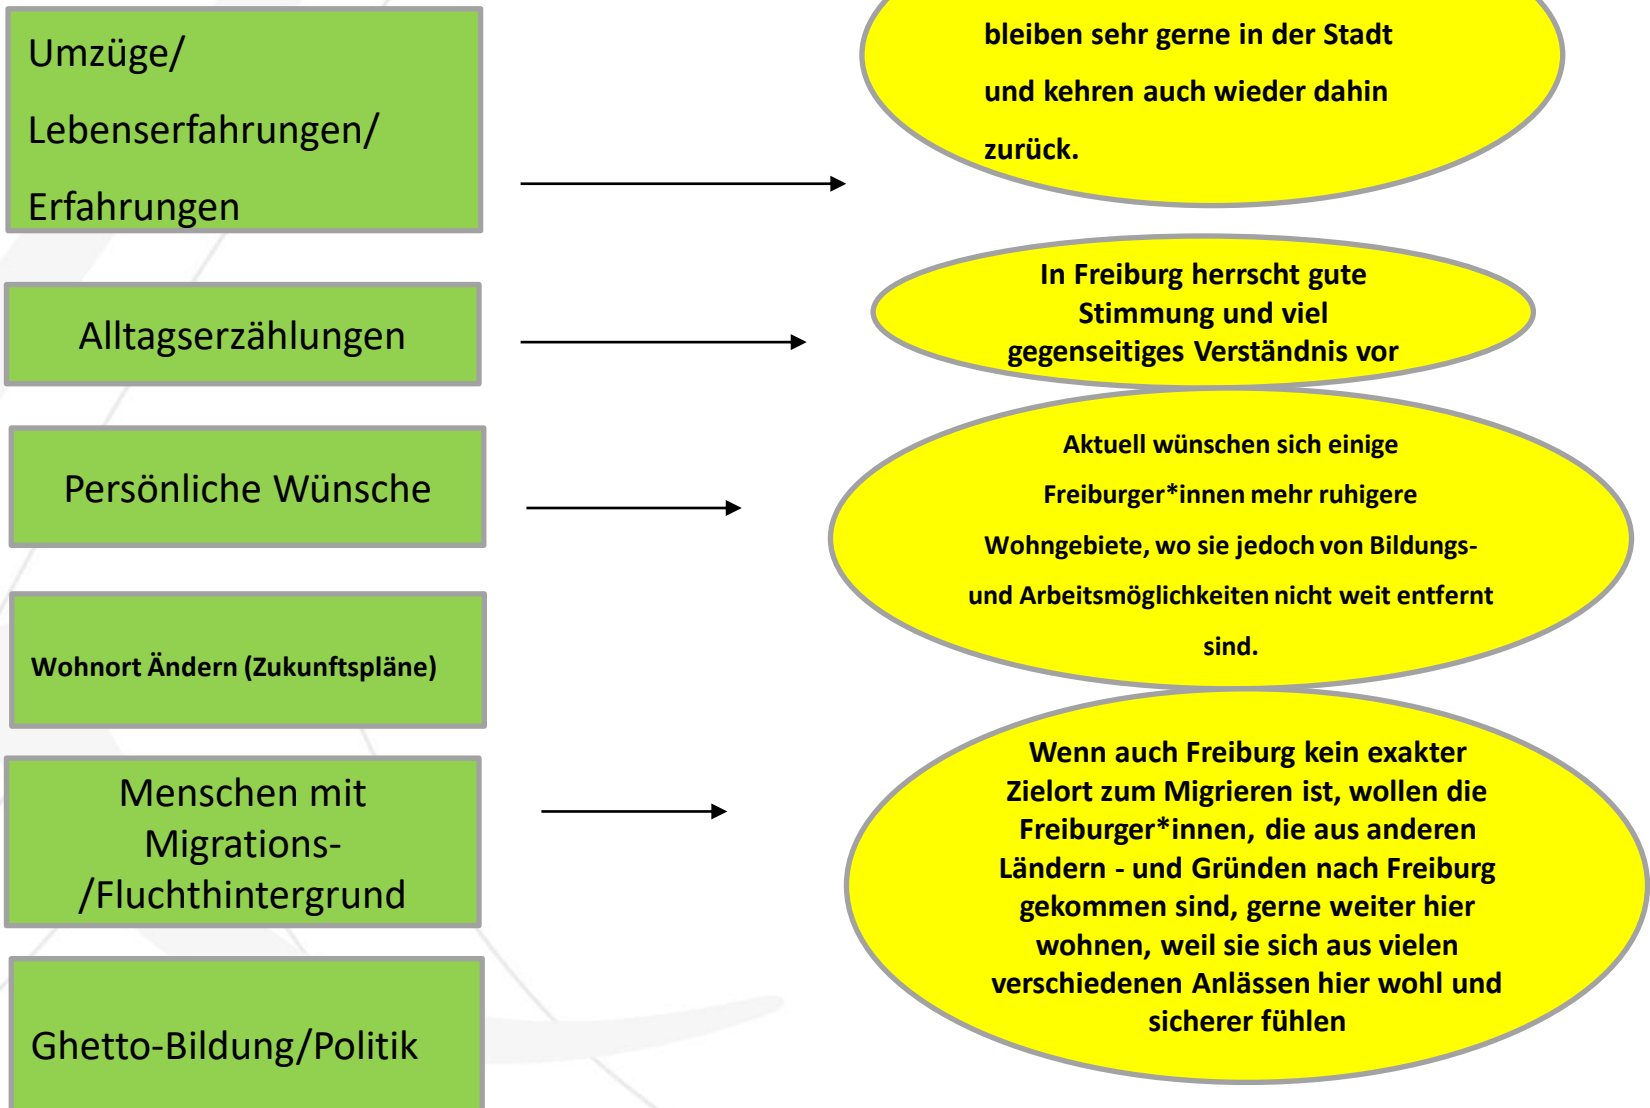 Umzüge/
Lebenserfahrungen/
Erfahrungen
bleiben sehr gerne in der Stadt
und kehren auch wieder dahin
zurück.
Alltagserzählungen
In Freiburg herrscht gute
Stimmung und viel
gegenseitiges Verständnis vor
Persönliche Wünsche
Aktuell wünschen sich einige
Freiburger*innen mehr ruhigere
Wohngebiete, wo sie jedoch von Bildungs-
und Arbeitsmöglichkeiten nicht weit entfernt
sind.
Wohnort Ändern (Zukunftspläne)
Menschen mit
Migrations-
/Fluchthintergrund
Wenn auch Freiburg kein exakter
Zielort zum Migrieren ist, wollen die
Freiburger*innen, die aus anderen
Ländern - und Gründen nach Freiburg
gekommen sind, gerne weiter hier
wohnen, weil sie sich aus vielen
verschiedenen Anlässen hier wohl und
sicherer fühlen
Ghetto-Bildung/Politik